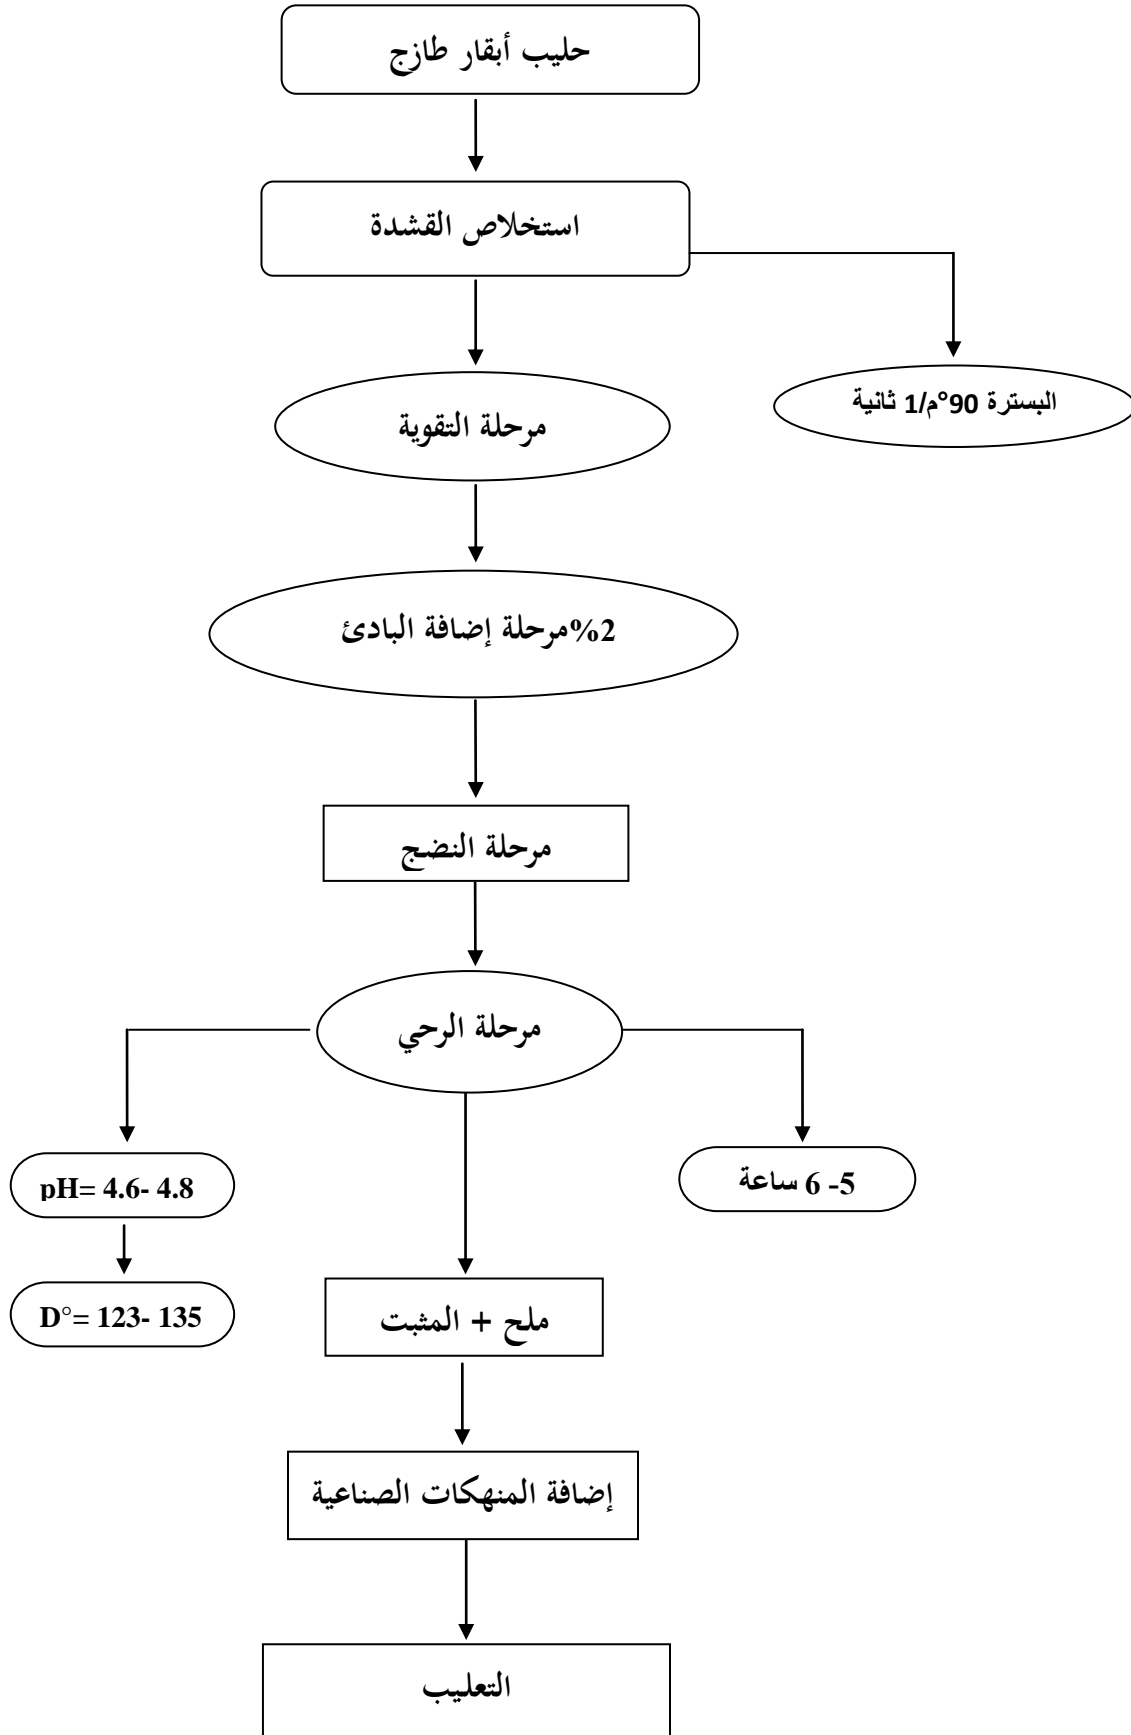 حليب أبقار طازج
استخلاص القشدة
البسترة 90°م/1 ثانية
مرحلة التقوية
2%مرحلة إضافة البادئ
مرحلة النضج
مرحلة الرحي
pH= 4.6- 4.8
5- 6 ساعة
D°= 123- 135
ملح + المثبت
إضافة المنهكات الصناعية
التعليب